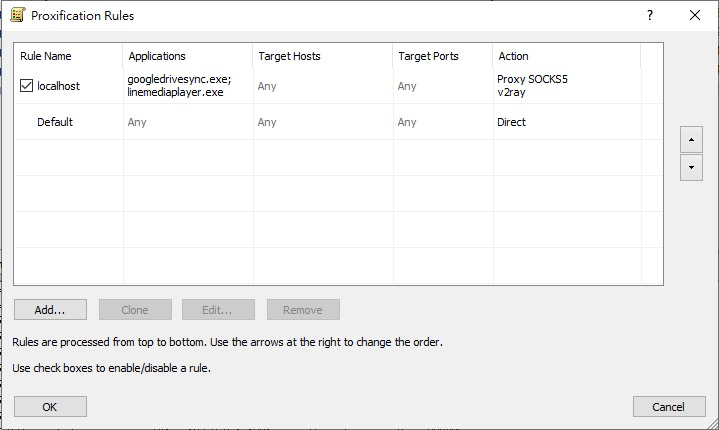 Proxification Rules
Rule Name Applications Target Hosts Target Ports Action
localhost googledrivesync.exe; linemediaplayer.exe Any Any Proxy SOCKS5 v2ray
Default Any Any Any Direct
Add... Clone Edit... Remove
Rules are processed from top to bottom. Use the arrows at the right to change the order.
Use check boxes to enable/disable a rule.
OK Cancel